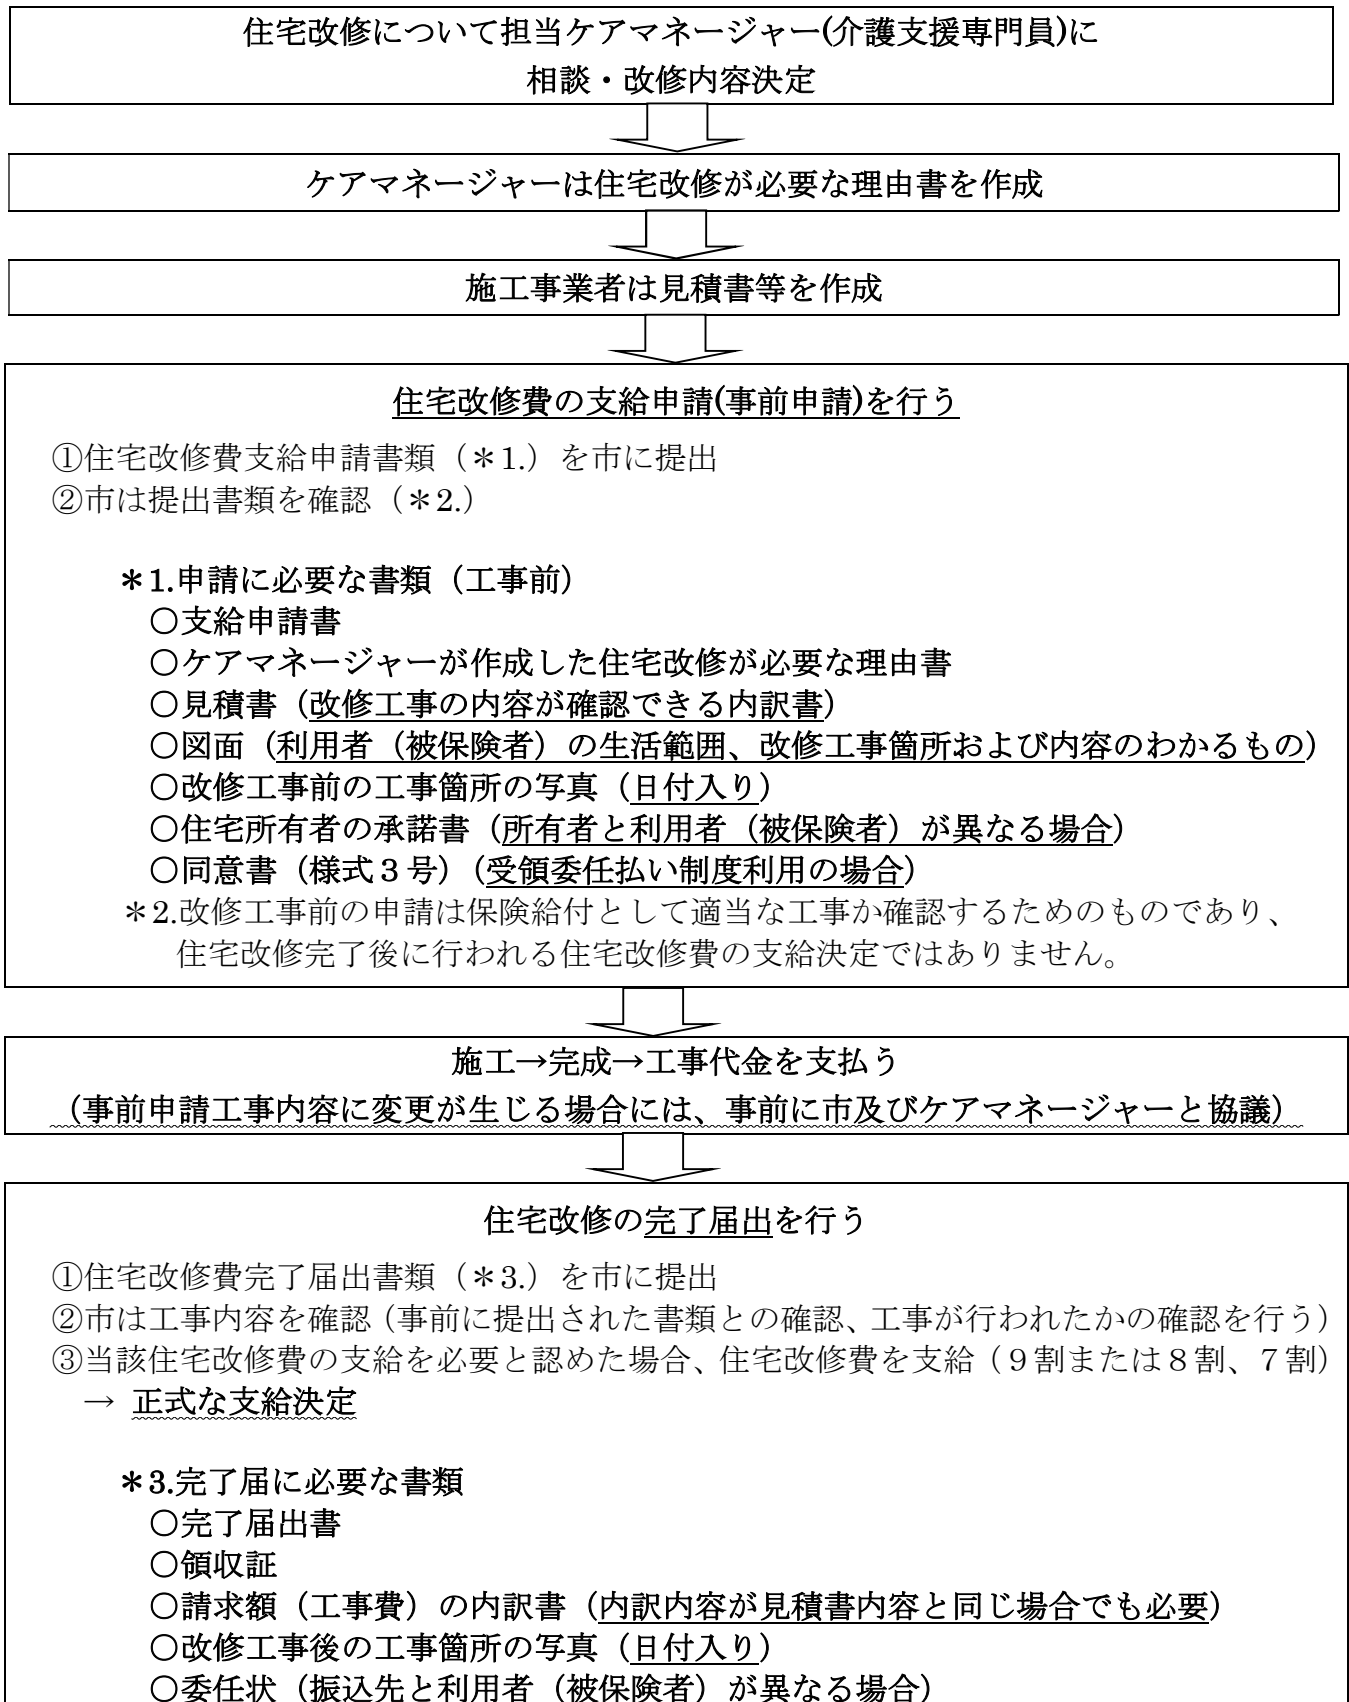 住宅改修について担当ケアマネージャー(介護支援専門員)に
相談・改修内容決定
ケアマネージャーは住宅改修が必要な理由書を作成
施工事業者は見積書等を作成
住宅改修費の支給申請(事前申請)を行う
①住宅改修費支給申請書類（＊1.）を市に提出
②市は提出書類を確認（＊2.）
＊1.申請に必要な書類（工事前）
○支給申請書
○ケアマネージャーが作成した住宅改修が必要な理由書
○見積書（改修工事の内容が確認できる内訳書）
○図面（利用者（被保険者）の生活範囲、改修工事箇所および内容のわかるもの）
○改修工事前の工事箇所の写真（日付入り）
○住宅所有者の承諾書（所有者と利用者（被保険者）が異なる場合）
○同意書（様式３号）（受領委任払い制度利用の場合）
＊2.改修工事前の申請は保険給付として適当な工事か確認するためのものであり、
住宅改修完了後に行われる住宅改修費の支給決定ではありません。
施工→完成→工事代金を支払う
（事前申請工事内容に変更が生じる場合には、事前に市及びケアマネージャーと協議）
住宅改修の完了届出を行う
①住宅改修費完了届出書類（＊3.）を市に提出
②市は工事内容を確認（事前に提出された書類との確認、工事が行われたかの確認を行う）
③当該住宅改修費の支給を必要と認めた場合、住宅改修費を支給（９割または８割、７割）
→ 正式な支給決定
＊3.完了届に必要な書類
○完了届出書
○領収証
○請求額（工事費）の内訳書（内訳内容が見積書内容と同じ場合でも必要）
○改修工事後の工事箇所の写真（日付入り）
○委任状（振込先と利用者（被保険者）が異なる場合）